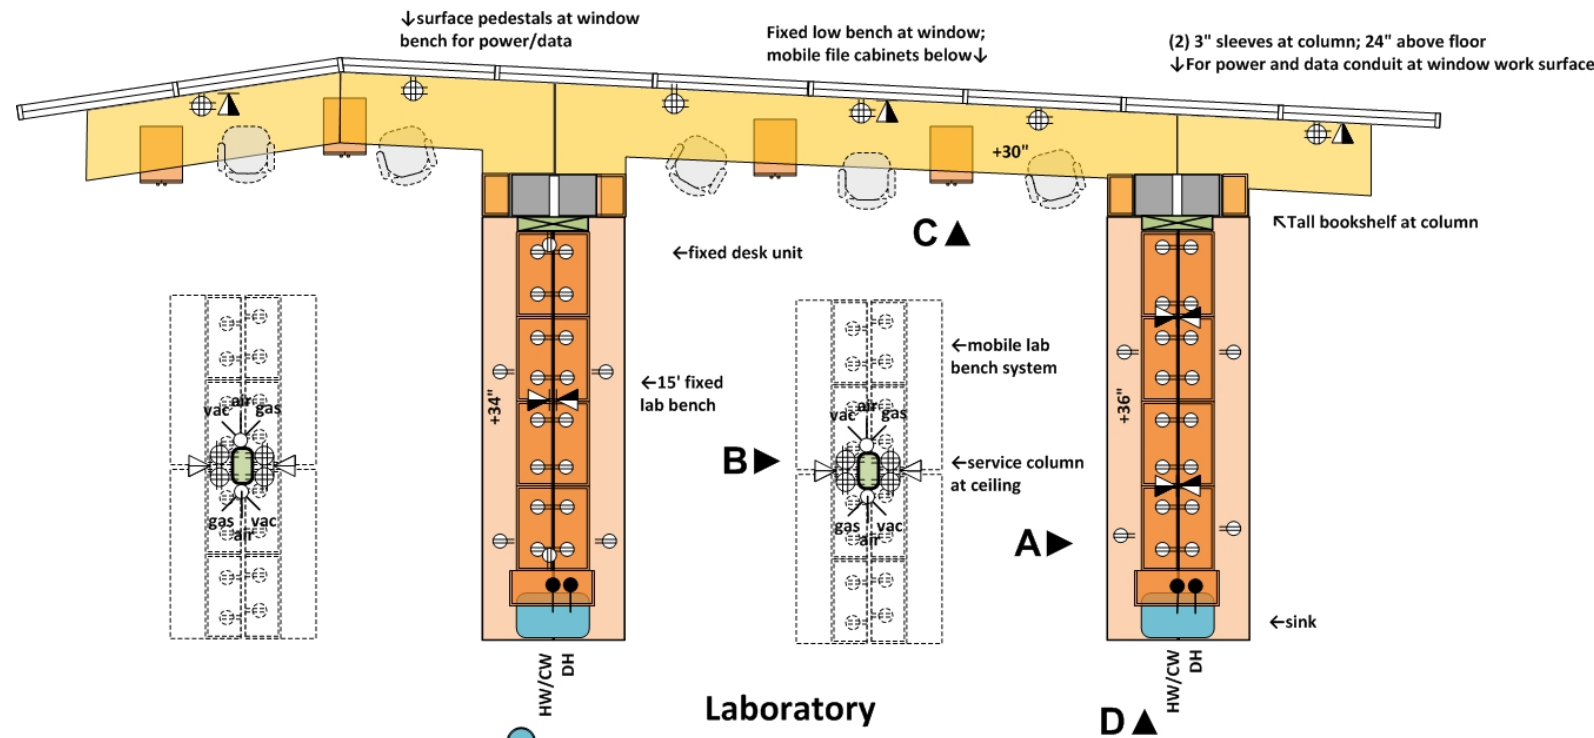 ↓surface pedestals at window
bench for power/data
Fixed low bench at window;
mobile file cabinets below↓
(2) 3" sleeves at column; 24" above floor
↓For power and data conduit at window work surface
+30"
↖Tall bookshelf at column
C▲
←fixed desk unit
←mobile lab
bench system
←15' fixed
lab bench
+34"
+36"
vac air gas
vac air gas
B▶
←service column
at ceiling
gas air vac
gas air vac
A▶
←sink
HW/CW
DH
HW/CW
DH
Laboratory
D▲